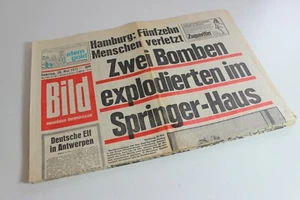 Hamburg: Fünfzehn
Menschen verletzt
Zwei Bomben
explodierten im
Springer-Haus
Bild
Deutsche Elf
in Antwerpen